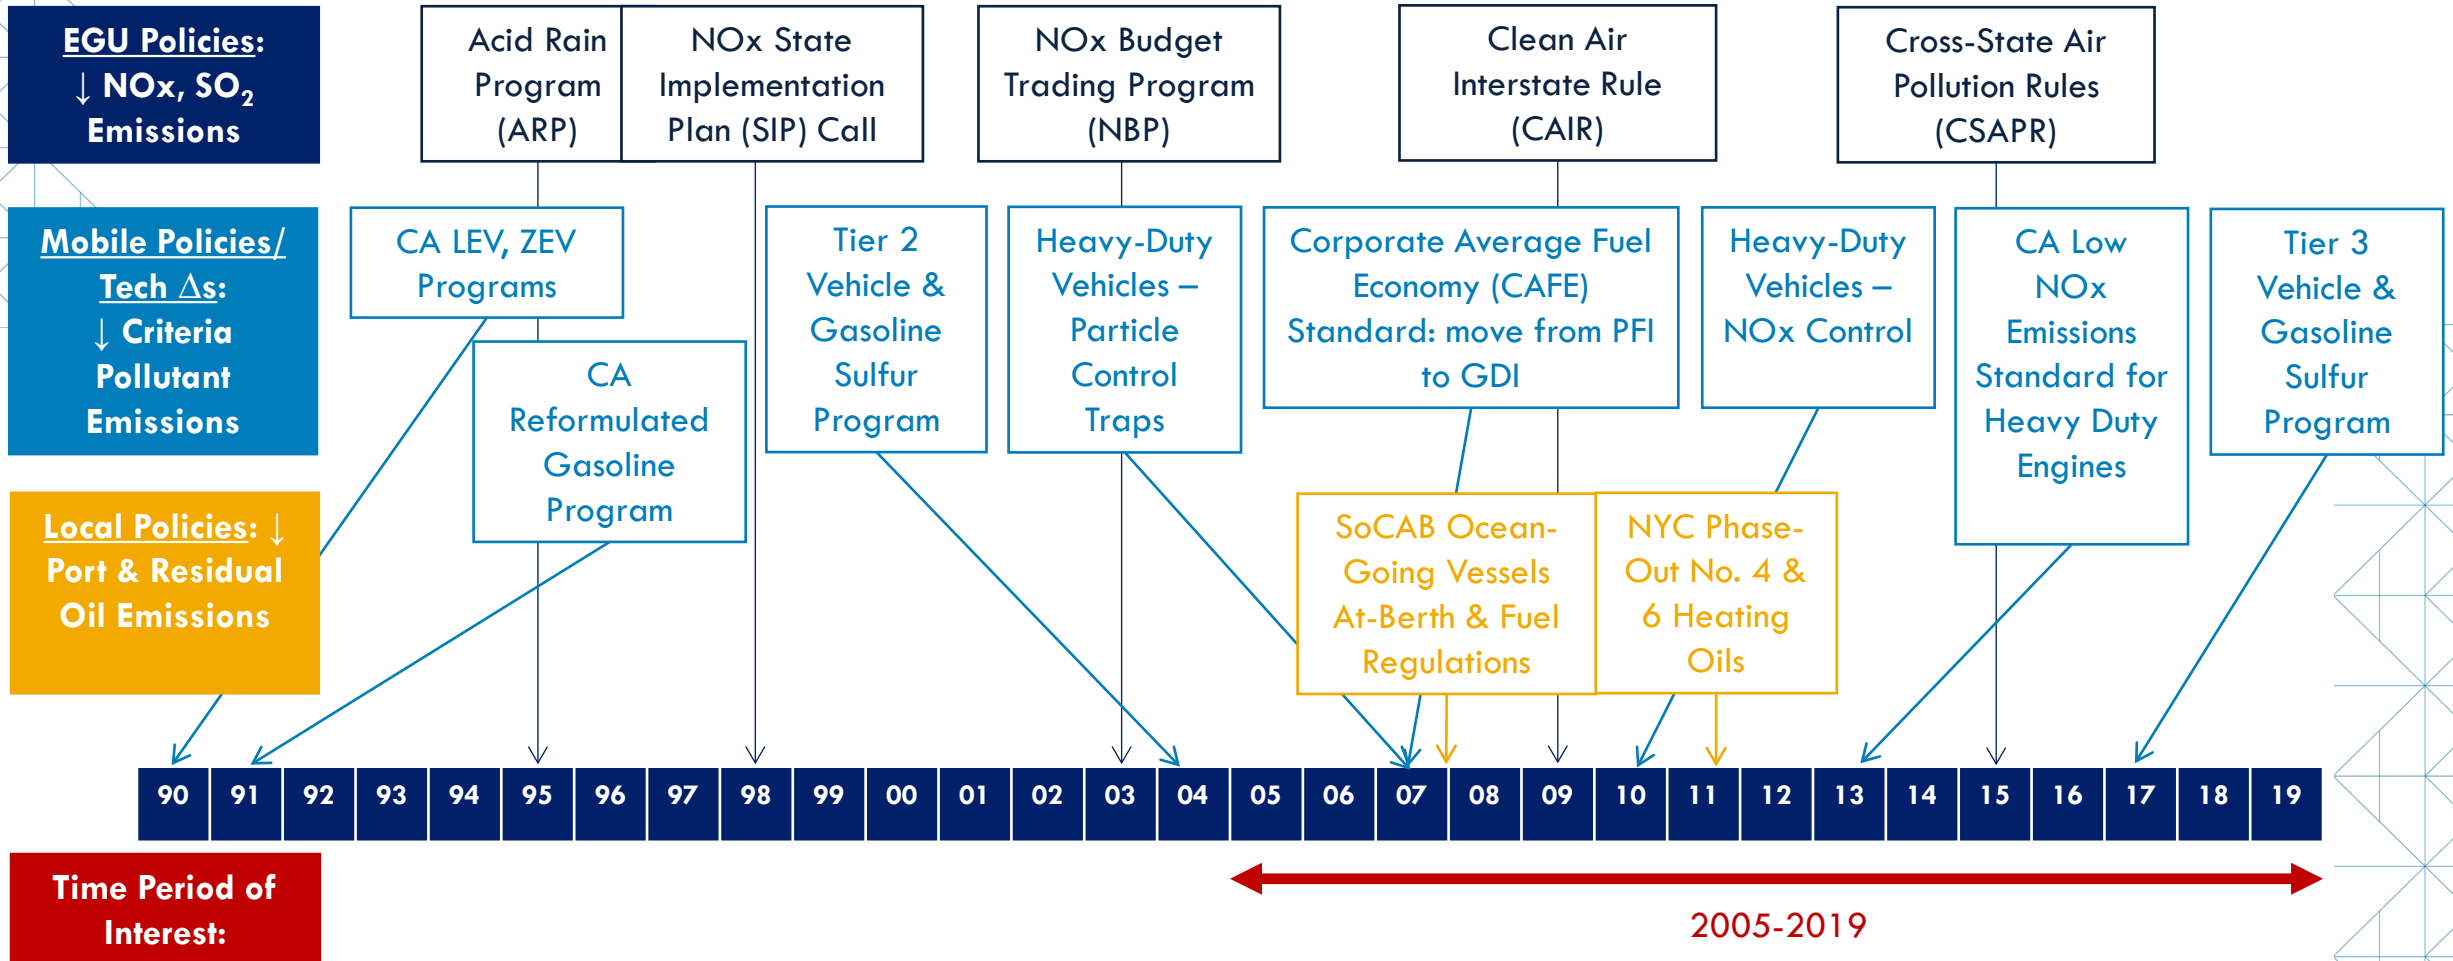 EGU Policies:
↓ NOx, SO₂
Emissions
Acid Rain
Program
(ARP)
NOx State
Implementation
Plan (SIP) Call
NOx Budget
Trading Program
(NBP)
Clean Air
Interstate Rule
(CAIR)
Cross-State Air
Pollution Rules
(CSAPR)
Mobile Policies/
Tech Δs:
↓ Criteria
Pollutant
Emissions
CA LEV, ZEV
Programs
CA
Reformulated
Gasoline
Program
Tier 2
Vehicle &
Gasoline
Sulfur
Program
Heavy-Duty
Vehicles –
Particle
Control
Traps
Corporate Average Fuel
Economy (CAFE)
Standard: move from PFI
to GDI
Heavy-Duty
Vehicles –
NOx Control
CA Low
NOx
Emissions
Standard for
Heavy Duty
Engines
Tier 3
Vehicle &
Gasoline
Sulfur
Program
Local Policies: ↓
Port & Residual
Oil Emissions
SoCAB Ocean-
Going Vessels
At-Berth & Fuel
Regulations
NYC Phase-
Out No. 4 &
6 Heating
Oils
90 91 92 93 94 95 96 97 98 99 00 01 02 03 04 05 06 07 08 09 10 11 12 13 14 15 16 17 18 19
Time Period of
Interest:
2005-2019